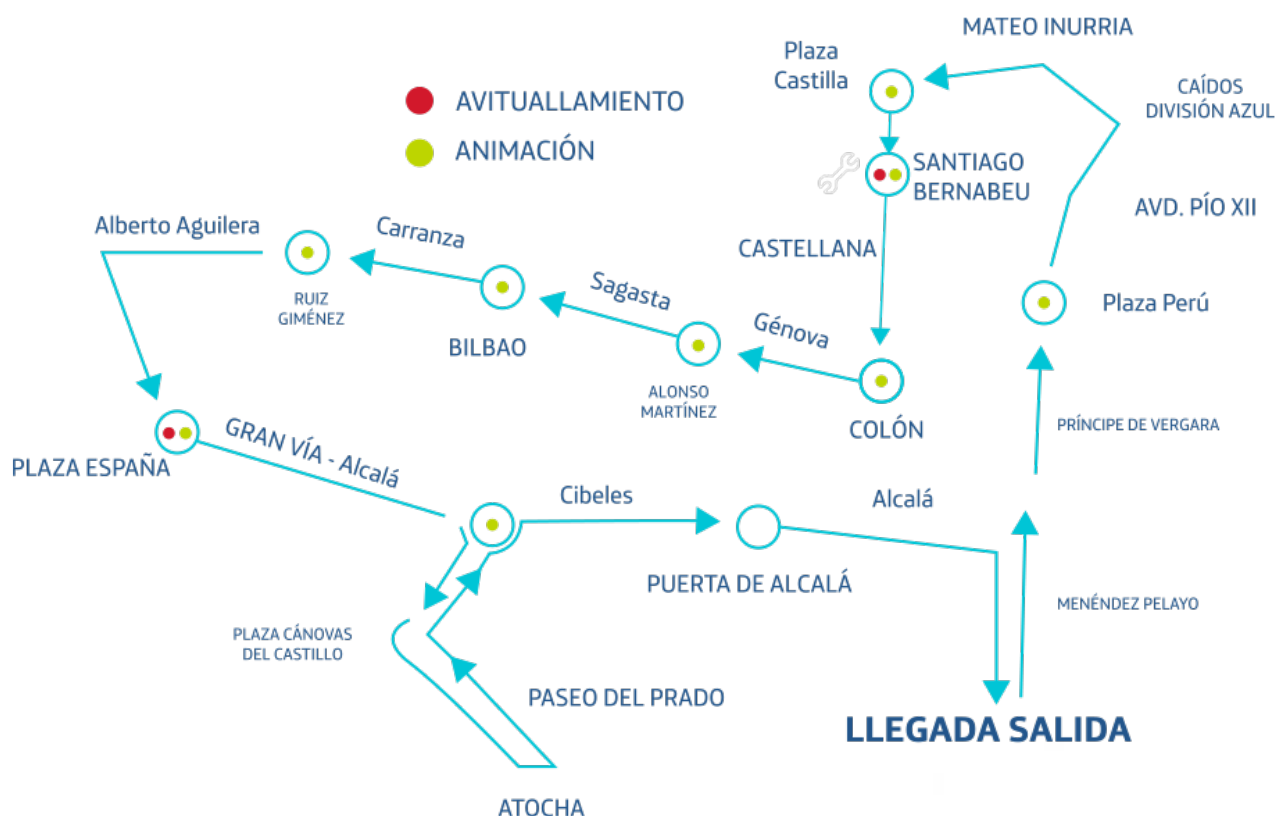 MATEO INURRIA
Plaza
Castilla
CAÍDOS
DIVISIÓN AZUL
AVITUALLAMIENTO
ANIMACIÓN
SANTIAGO
BERNABEU
AVD. PÍO XII
Alberto Aguilera
Carranza
CASTELLANA
Sagasta
RUIZ
GIMÉNEZ
Plaza Perú
Génova
BILBAO
ALONSO
MARTÍNEZ
COLÓN
PRÍNCIPE DE VERGARA
GRAN VÍA - Alcalá
PLAZA ESPAÑA
Cibeles
Alcalá
PUERTA DE ALCALÁ
MENÉNDEZ PELAYO
PLAZA CÁNOVAS
DEL CASTILLO
PASEO DEL PRADO
LLEGADA SALIDA
ATOCHA